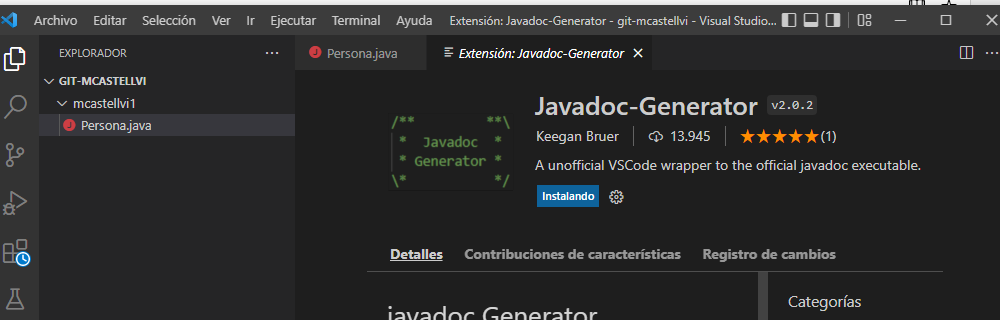 Archivo Editar Selección Ver Ir Ejecutar Terminal Ayuda Extensión: Javadoc-Generator - git-mcastellvi - Visual Studio...
EXPLORADOR ...
GIT-MCASTELLVI
mcastellvi1
J Persona.java
J Persona.java Extensión: Javadoc-Generator
/** **\
* Javadoc *
* Generator *
\* */
Javadoc-Generator v2.0.2
Keegan Bruer 13.945 (1)
A unofficial VSCode wrapper to the official javadoc executable.
Instalando
Detalles Contribuciones de características Registro de cambios
javadoc Generator
Categorías